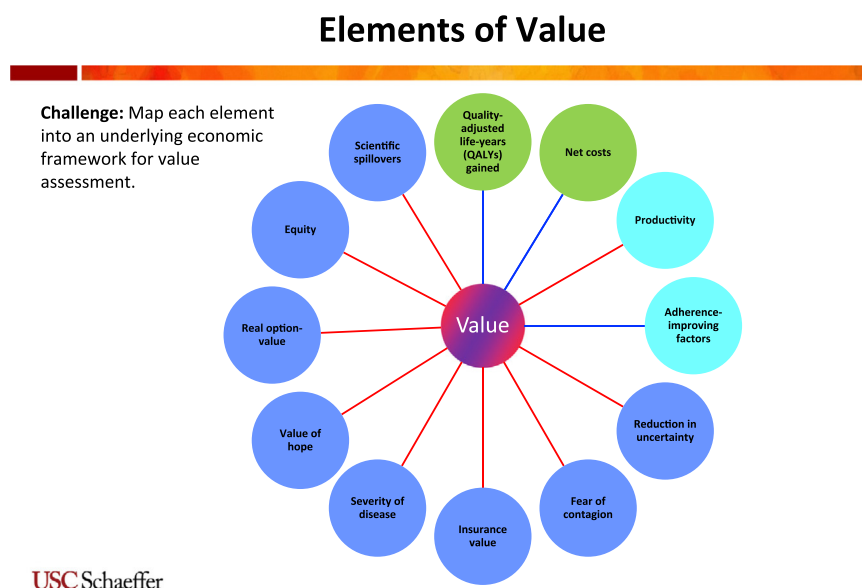 Elements of Value
Challenge: Map each element
into an underlying economic
framework for value
assessment.
Quality-
adjusted
life-years
(QALYs)
gained
Net costs
Productivity
Adherence-
improving
factors
Reduction in
uncertainty
Fear of
contagion
Insurance
value
Severity of
disease
Value of
hope
Real option-
value
Equity
Scientific
spillovers
Value
USC Schaeffer